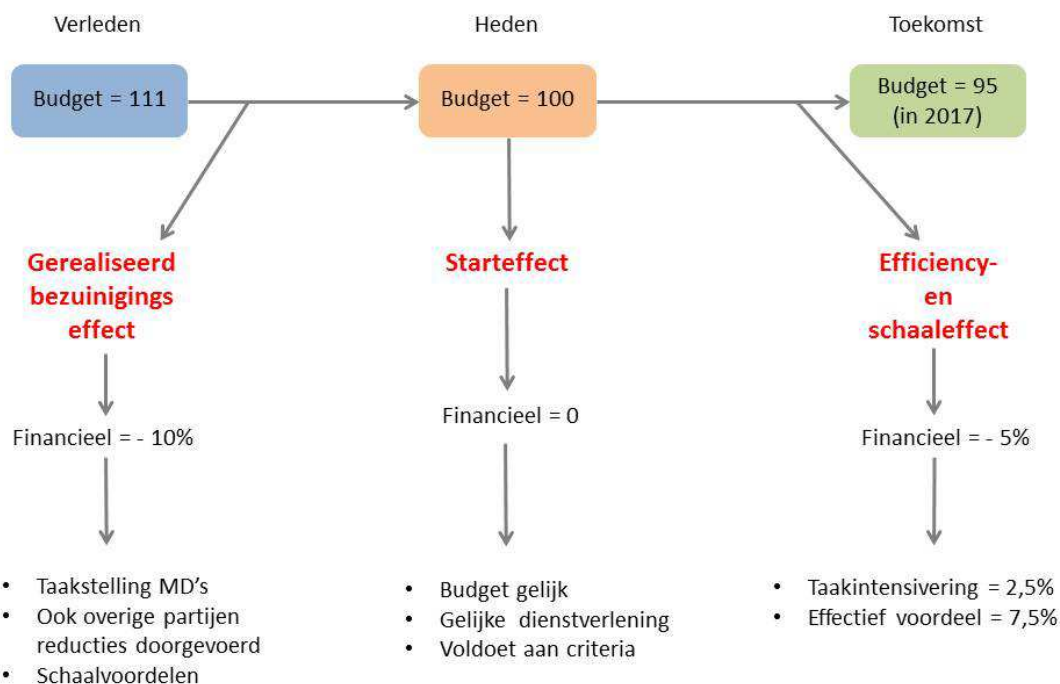 Verleden
Heden
Toekomst
Budget = 111
Budget = 100
Budget = 95
(in 2017)
Gerealiseerd
bezuinigings
effect
Starteffect
Efficiency-
en
schaaleffect
Financieel = - 10%
Financieel = 0
Financieel = - 5%
• Taakstelling MD's
• Ook overige partijen
reducties doorgevoerd
• Schaalvoordelen
• Budget gelijk
• Gelijke dienstverlening
• Voldoet aan criteria
• Taakintensivering = 2,5%
• Effectief voordeel = 7,5%